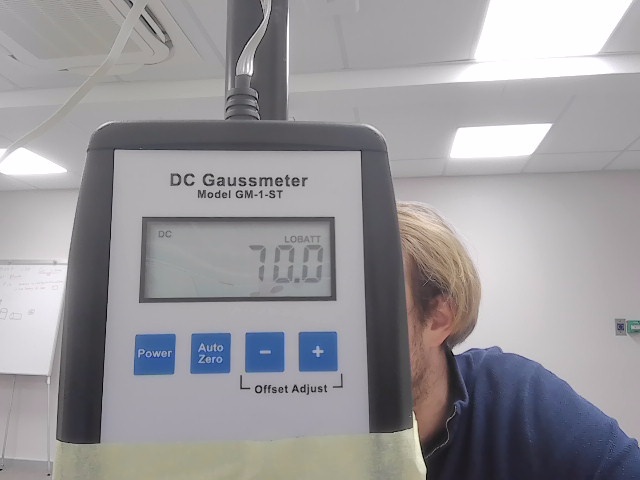 DC Gaussmeter
Model GM-1-ST
DC
LOBATT
70.0
Power
Auto
Zero
-
+
Offset Adjust